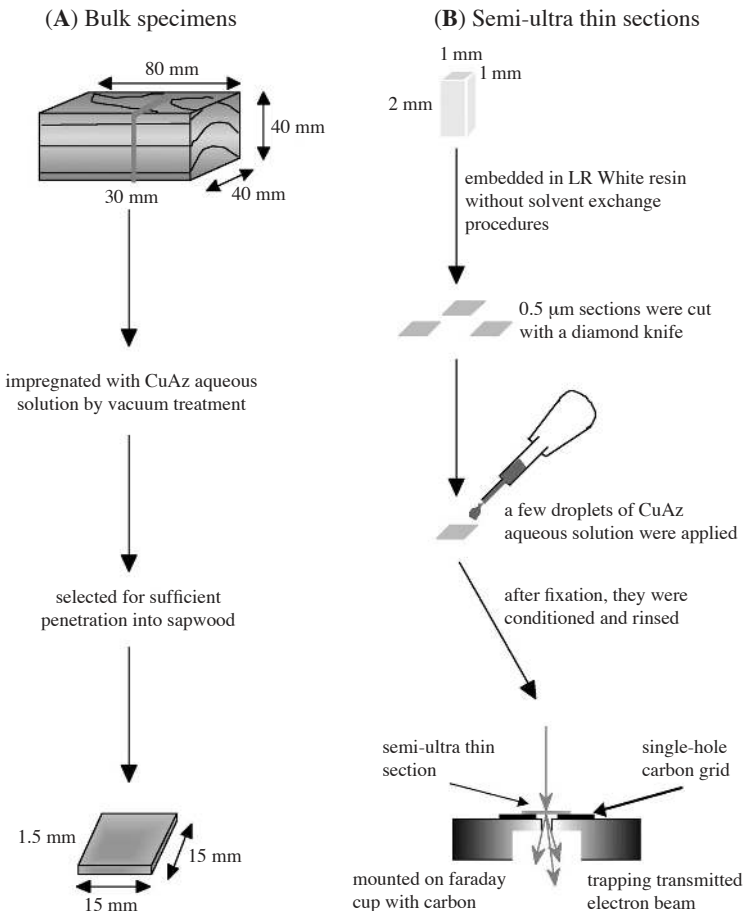 (A) Bulk specimens
80 mm
40 mm
40 mm
30 mm
impregnated with CuAz aqueous
solution by vacuum treatment
selected for sufficient
penetration into sapwood
1.5 mm
15 mm
15 mm
(B) Semi-ultra thin sections
1 mm
1 mm
2 mm
embedded in LR White resin
without solvent exchange
procedures
0.5 μm sections were cut
with a diamond knife
a few droplets of CuAz
aqueous solution were applied
after fixation, they were
conditioned and rinsed
semi-ultra thin
section
single-hole
carbon grid
mounted on faraday
cup with carbon
trapping transmitted
electron beam